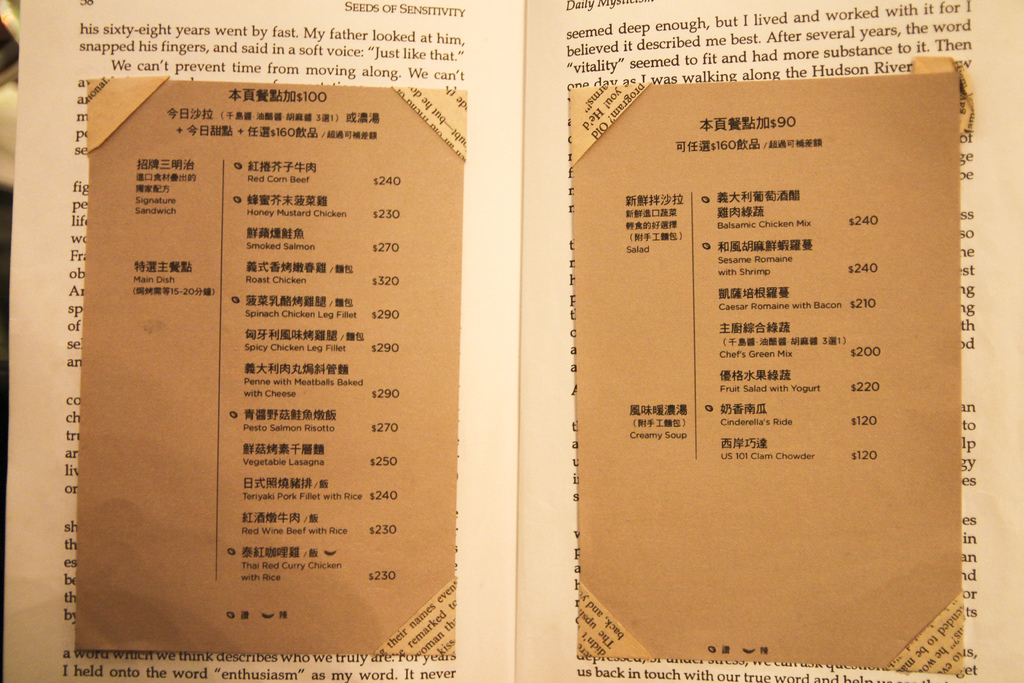 58
SEEDS OF SENSITIVITY
his sixty-eight years went by fast. My father looked at him,
snapped his fingers, and said in a soft voice: "Just like that."
We can't prevent time from moving along. We can't
本頁餐點加$100
今日沙拉（千島醬·油醋醬·胡麻醬 3選1）或濃湯
+ 今日甜點 + 任選$160飲品 / 超過可補差額
招牌三明治
進口食材疊出的
獨家配方
Signature
Sandwich
紅捲芥子牛肉
Red Corn Beef $240
蜂蜜芥末菠菜雞
Honey Mustard Chicken $230
鮮蘋燻鮭魚
Smoked Salmon $270
特選主餐點
Main Dish
（焗烤需等15-20分鐘）
義式香烤嫩春雞 / 麵包
Roast Chicken $320
菠菜乳酪烤雞腿 / 麵包
Spinach Chicken Leg Fillet $290
匈牙利風味烤雞腿 / 麵包
Spicy Chicken Leg Fillet $290
義大利肉丸焗斜管麵
Penne with Meatballs Baked
with Cheese $290
青醬野菇鮭魚燉飯
Pesto Salmon Risotto $270
鮮菇烤素千層麵
Vegetable Lasagna $250
日式照燒豬排 / 飯
Teriyaki Pork Fillet with Rice $240
紅酒燉牛肉 / 飯
Red Wine Beef with Rice $230
泰紅咖哩雞 / 飯
Thai Red Curry Chicken
with Rice $230
讚 辣
a word which we think describes who we truly are. For years
I held onto the word "enthusiasm" as my word. It never
Daily Mysticism
seemed deep enough, but I lived and worked with it for I
believed it described me best. After several years, the word
"vitality" seemed to fit and had more substance to it. Then
one day as I was walking along the Hudson River
本頁餐點加$90
可任選$160飲品 / 超過可補差額
新鮮拌沙拉
新鮮進口蔬菜
輕食的好選擇
（附手工麵包）
Salad
義大利葡萄酒醋
雞肉綠蔬
Balsamic Chicken Mix $240
和風胡麻鮮蝦蘿蔓
Sesame Romaine
with Shrimp $240
凱薩培根蘿蔓
Caesar Romaine with Bacon $210
主廚綜合綠蔬
（千島醬·油醋醬·胡麻醬 3選1）
Chef's Green Mix $200
優格水果綠蔬
Fruit Salad with Yogurt $220
風味暖濃湯
（附手工麵包）
Creamy Soup
奶香南瓜
Cinderella's Ride $120
西岸巧達
US 101 Clam Chowder $120
讚 辣
us back in touch with our true word and help us